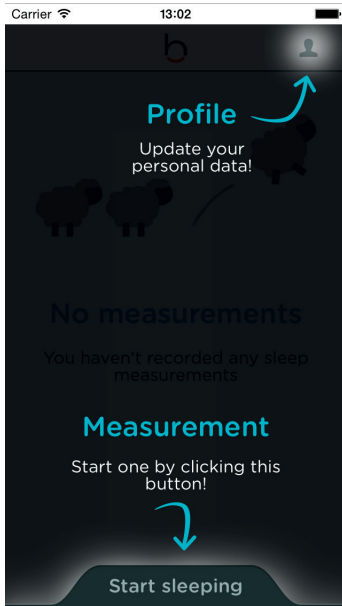 Carrier 13:02
b
Profile
Update your
personal data!
No measurements
You haven't recorded any sleep
measurements
Measurement
Start one by clicking this
button!
Start sleeping